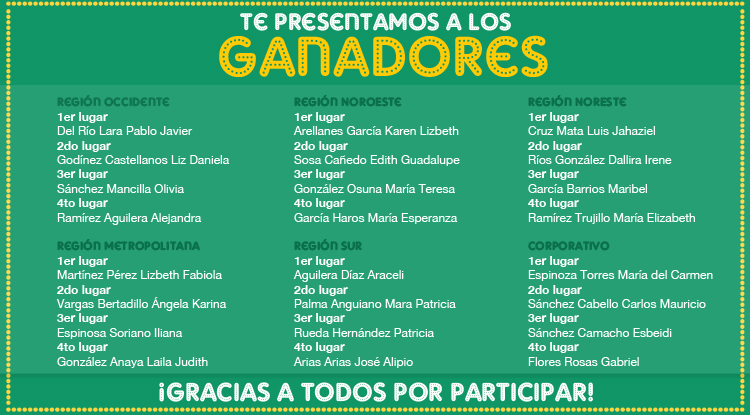 TE PRESENTAMOS A LOS
GANADORES
REGIÓN OCCIDENTE
1er lugar
Del Río Lara Pablo Javier
2do lugar
Godínez Castellanos Liz Daniela
3er lugar
Sánchez Mancilla Olivia
4to lugar
Ramírez Aguilera Alejandra
REGIÓN NOROESTE
1er lugar
Arellanes García Karen Lizbeth
2do lugar
Sosa Cañedo Edith Guadalupe
3er lugar
González Osuna María Teresa
4to lugar
García Haros María Esperanza
REGIÓN NORESTE
1er lugar
Cruz Mata Luis Jahaziel
2do lugar
Ríos González Dallira Irene
3er lugar
García Barrios Maribel
4to lugar
Ramírez Trujillo María Elizabeth
REGIÓN METROPOLITANA
1er lugar
Martínez Pérez Lizbeth Fabiola
2do lugar
Vargas Bertadillo Ángela Karina
3er lugar
Espinosa Soriano Iliana
4to lugar
González Anaya Laila Judith
REGIÓN SUR
1er lugar
Aguilera Díaz Araceli
2do lugar
Palma Anguiano Mara Patricia
3er lugar
Rueda Hernández Patricia
4to lugar
Arias Arias José Alipio
CORPORATIVO
1er lugar
Espinoza Torres María del Carmen
2do lugar
Sánchez Cabello Carlos Mauricio
3er lugar
Sánchez Camacho Esbeidi
4to lugar
Flores Rosas Gabriel
¡GRACIAS A TODOS POR PARTICIPAR!